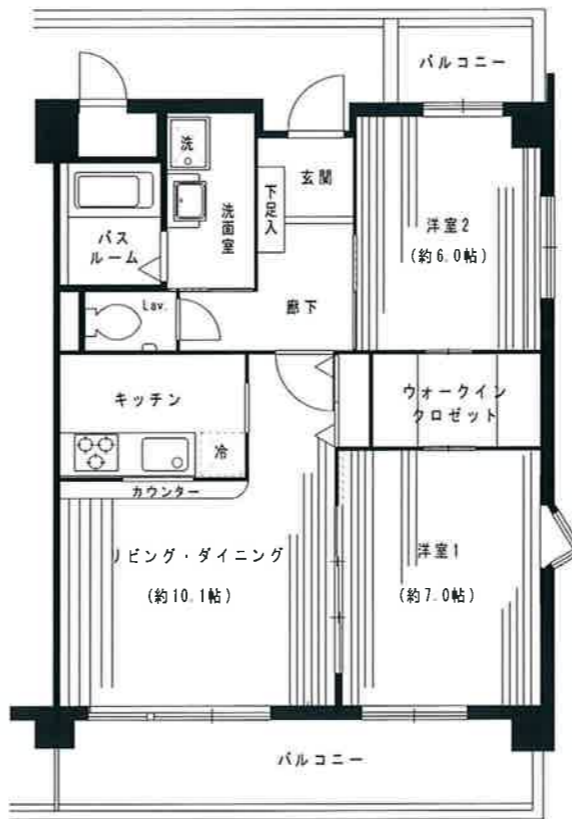 バルコニー
洗
玄関
下足入
洗面室
バス
ルーム
洋室2
(約6.0帖)
Lav.
廊下
キッチン
冷
ウォークイン
クロゼット
カウンター
リビング・ダイニング
(約10.1帖)
洋室1
(約7.0帖)
バルコニー